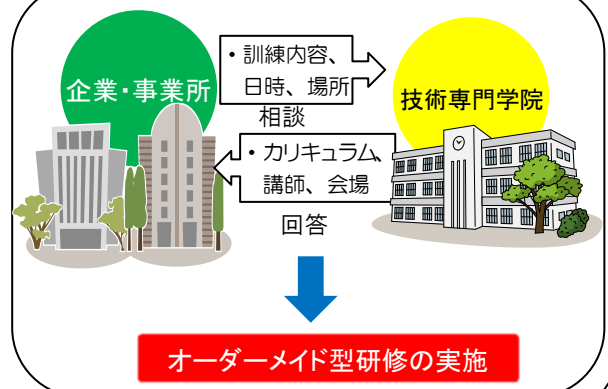 企業・事業所
・訓練内容、
日時、場所
相談
技術専門学院
・カリキュラム、
講師、会場
回答
オーダーメイド型研修の実施